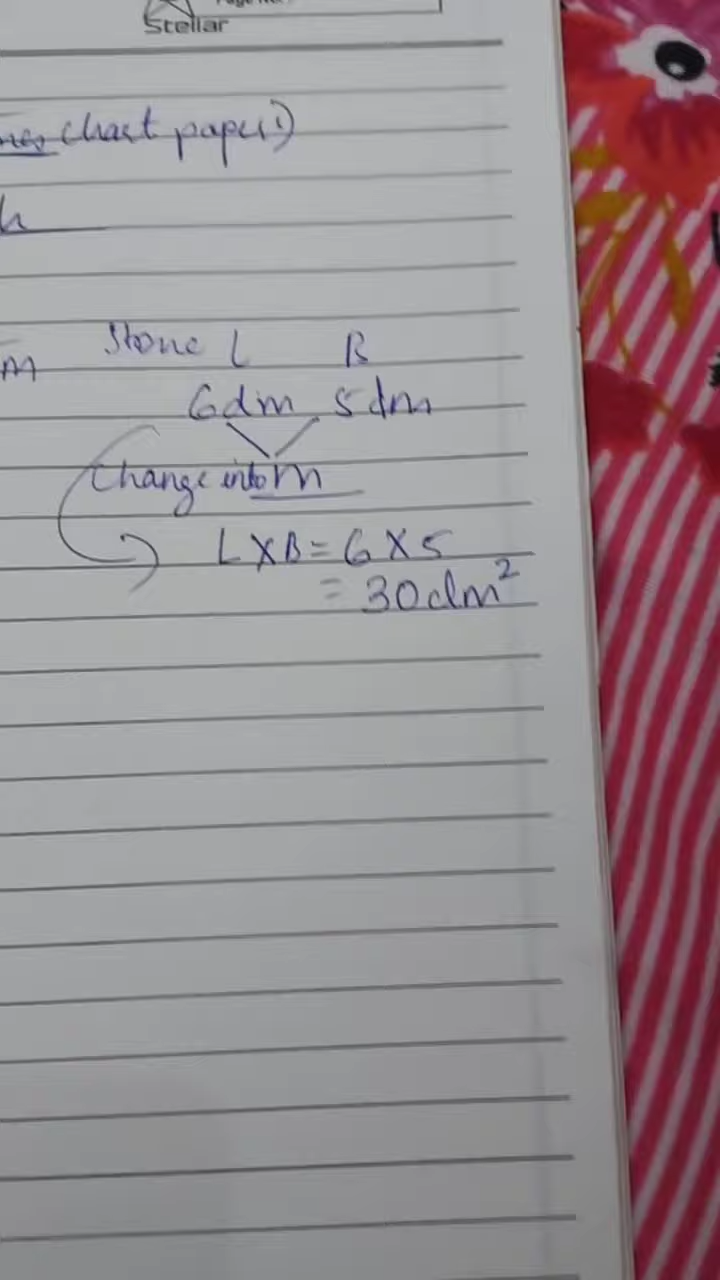 Stellar
chart paper)
m Stone L B
6dm 5dm
Change into m
L X B = 6 X 5
= 30dm²